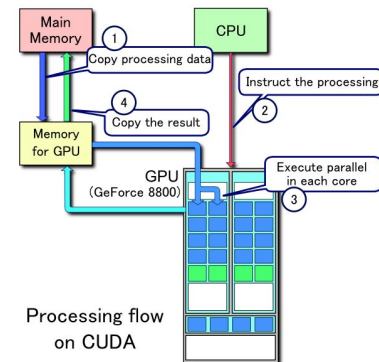 Main
Memory
CPU
1
Copy processing data
Instruct the processing
2
4
Copy the result
Memory
for GPU
GPU
(GeForce 8800)
Execute parallel
in each core
3
Processing flow
on CUDA